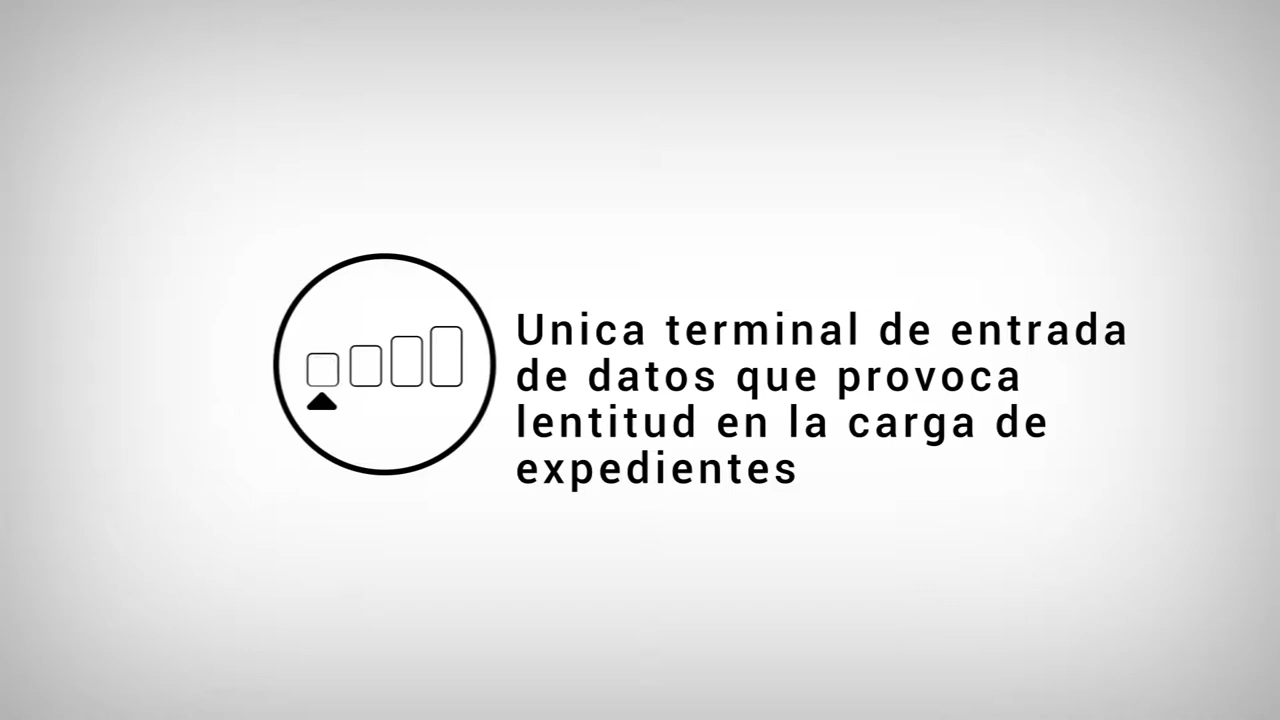 Unica terminal de entrada
de datos que provoca
lentitud en la carga de
expedientes